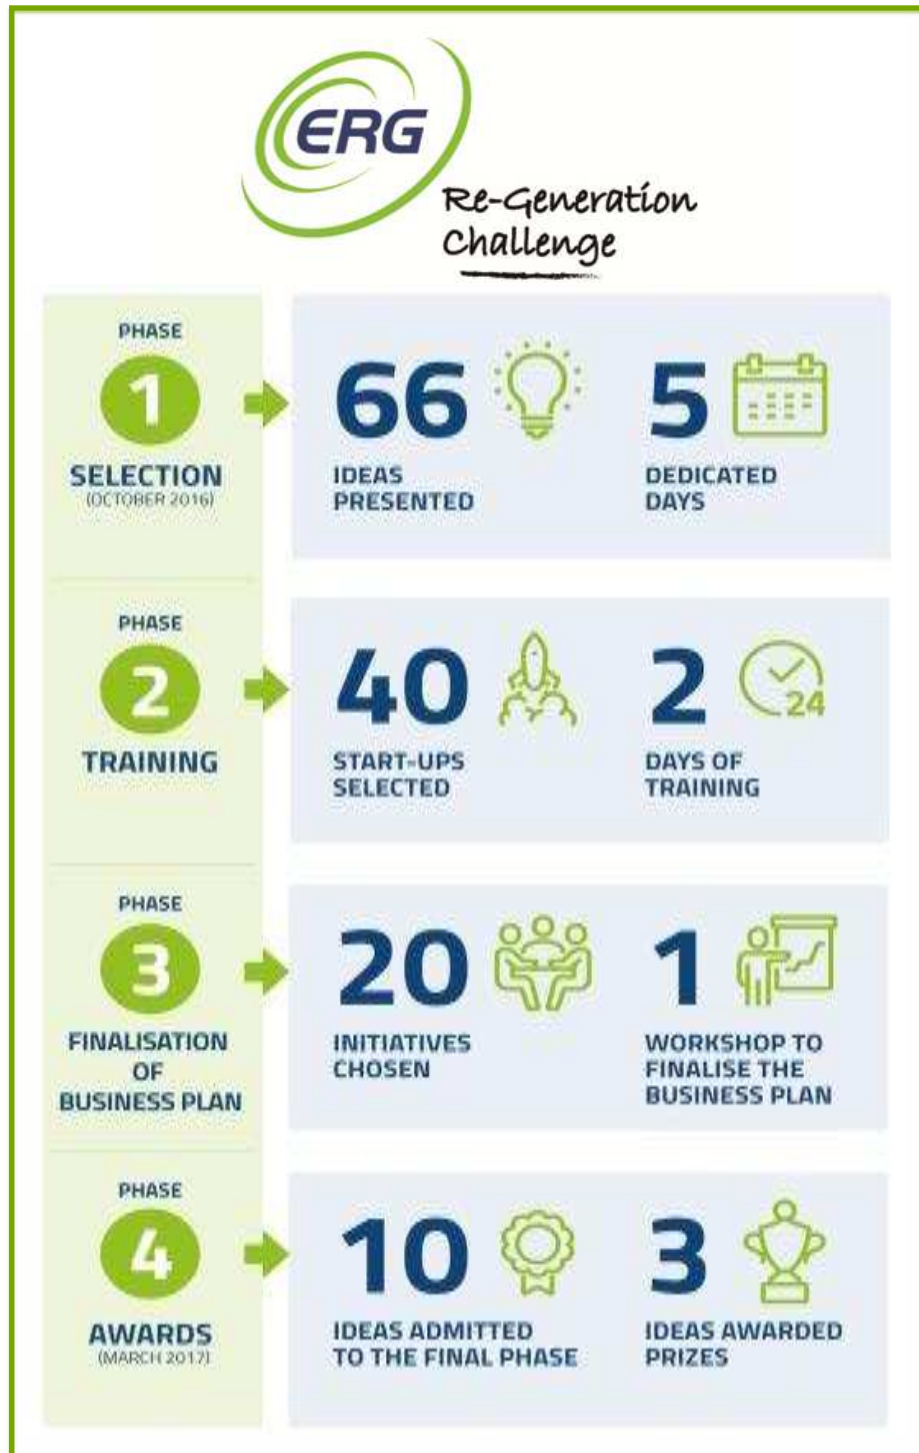 ERG
Re-Generation
Challenge
PHASE
1
SELECTION
(OCTOBER 2016)
66
IDEAS
PRESENTED
5
DEDICATED
DAYS
PHASE
2
TRAINING
40
START-UPS
SELECTED
2
24
DAYS OF
TRAINING
PHASE
3
FINALISATION
OF
BUSINESS PLAN
20
INITIATIVES
CHOSEN
1
WORKSHOP TO
FINALISE THE
BUSINESS PLAN
PHASE
4
AWARDS
(MARCH 2017)
10
IDEAS ADMITTED
TO THE FINAL PHASE
3
IDEAS AWARDED
PRIZES